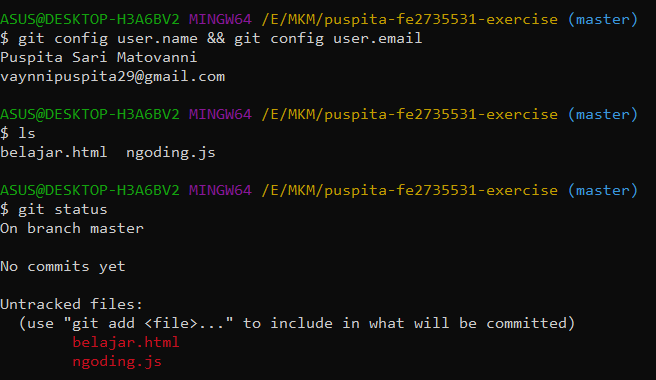 ASUS@DESKTOP-H3A6BV2 MINGW64 /E/MKM/puspita-fe2735531-exercise (master)
$ git config user.name && git config user.email
Puspita Sari Matovanni
vaynnipuspita29@gmail.com
ASUS@DESKTOP-H3A6BV2 MINGW64 /E/MKM/puspita-fe2735531-exercise (master)
$ ls
belajar.html  ngoding.js
ASUS@DESKTOP-H3A6BV2 MINGW64 /E/MKM/puspita-fe2735531-exercise (master)
$ git status
On branch master
No commits yet
Untracked files:
  (use "git add <file>..." to include in what will be committed)
        belajar.html
        ngoding.js